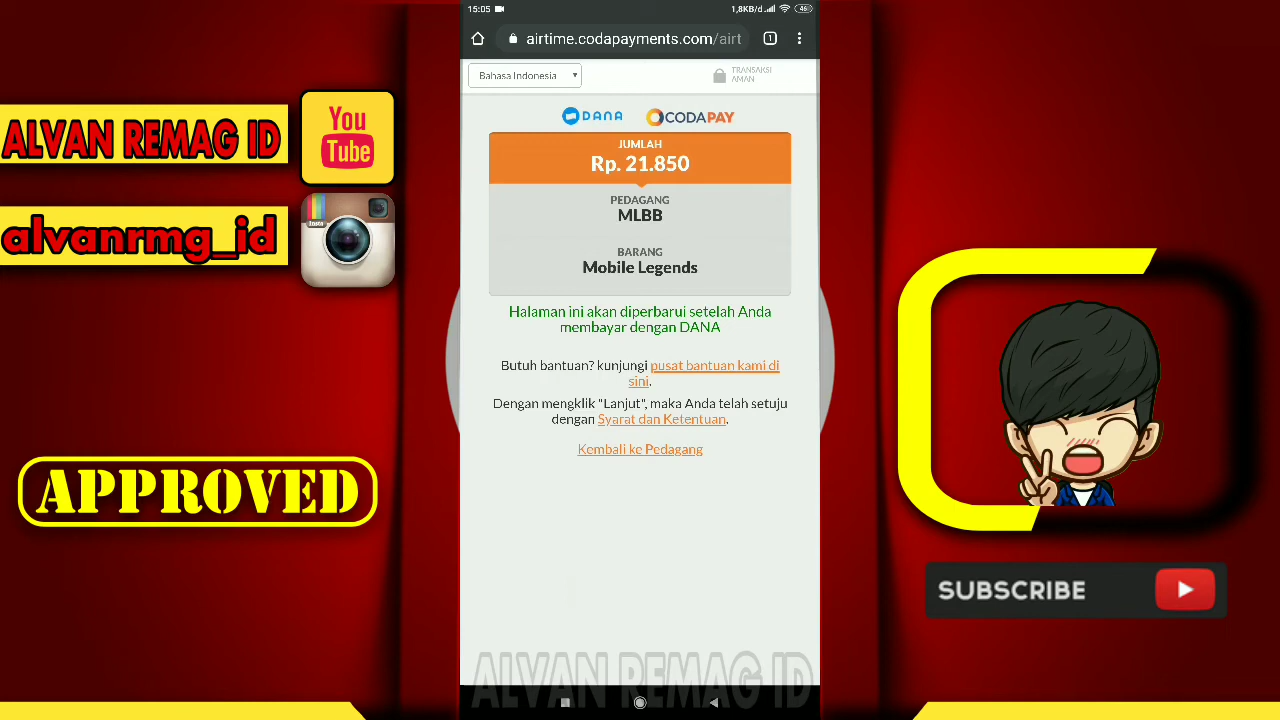 15:05
1,8KB/d
46
airtime.codapayments.com/airt
1
Bahasa Indonesia
TRANSAKSI
AMAN
DANA
CODAPAY
JUMLAH
Rp. 21.850
PEDAGANG
MLBB
BARANG
Mobile Legends
Halaman ini akan diperbarui setelah Anda
membayar dengan DANA
Butuh bantuan? kunjungi pusat bantuan kami di
sini.
Dengan mengklik "Lanjut", maka Anda telah setuju
dengan Syarat dan Ketentuan.
Kembali ke Pedagang
ALVAN REMAG ID
ALVAN REMAG ID
You
Tube
alvanrmg_id
Insta
APPROVED
SUBSCRIBE